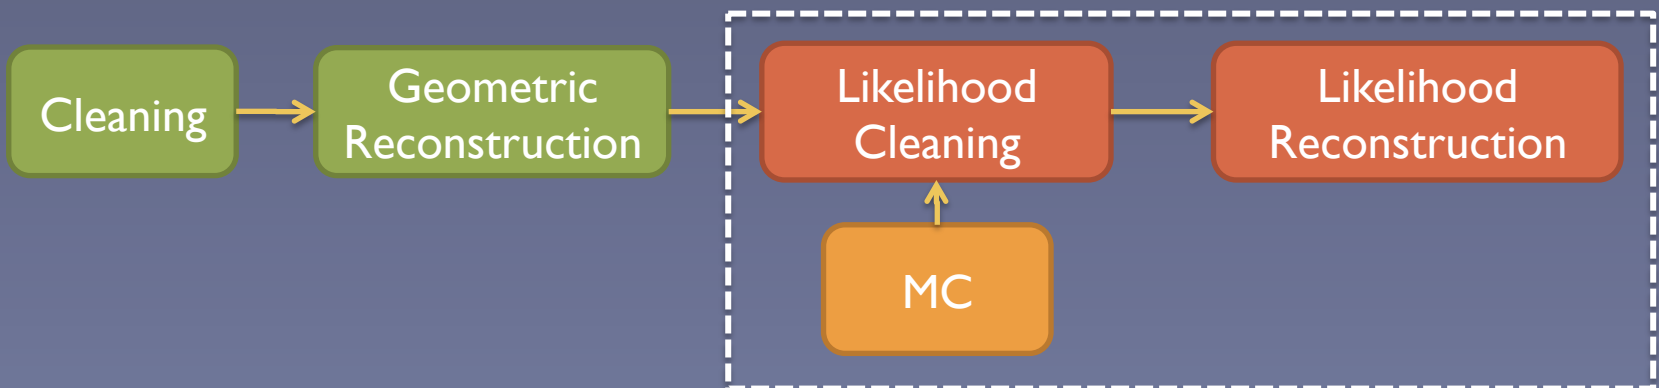 Cleaning
Geometric
Reconstruction
Likelihood
Cleaning
Likelihood
Reconstruction
MC